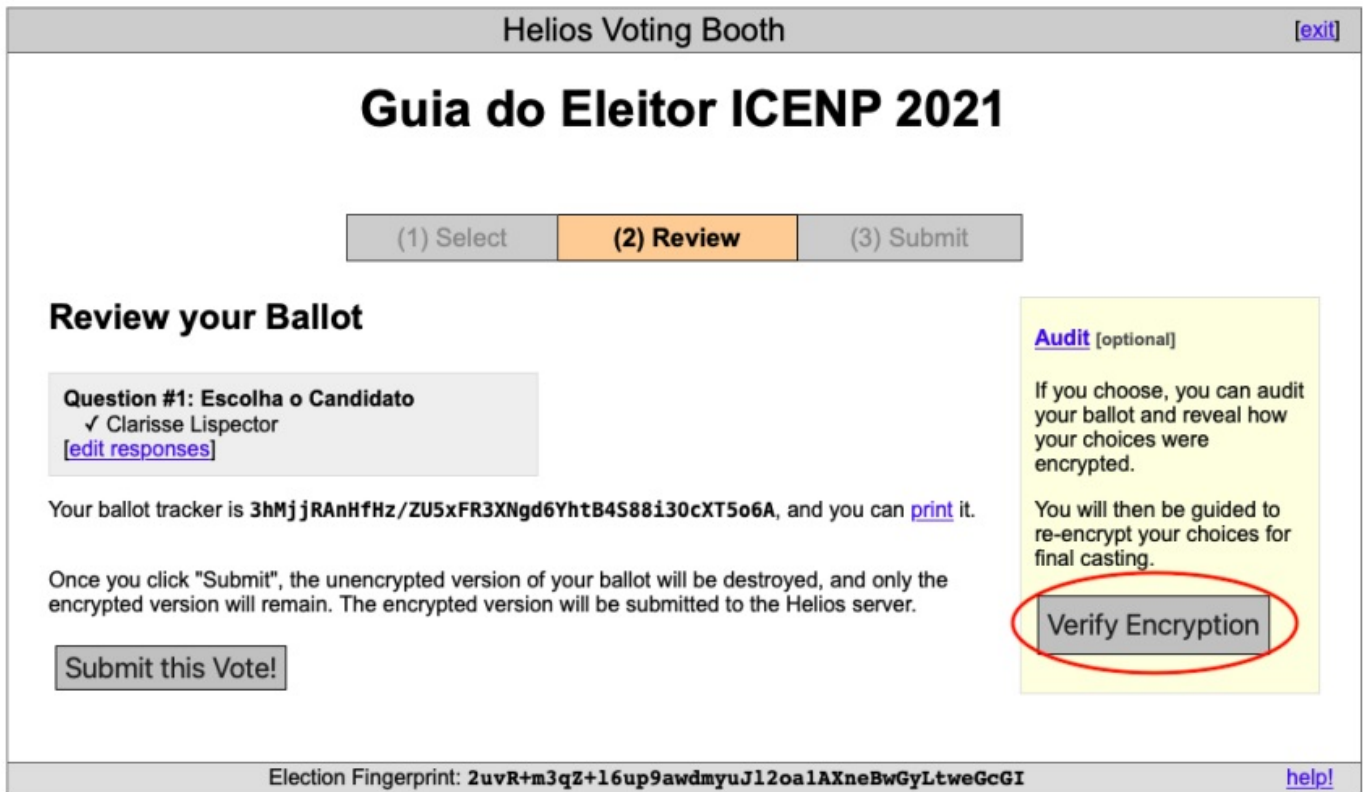 Helios Voting Booth
[exit]
Guia do Eleitor ICENP 2021
(1) Select
(2) Review
(3) Submit
Review your Ballot
Question #1: Escolha o Candidato
✓ Clarisse Lispector
[edit responses]
Your ballot tracker is 3hMjjRAnHfHz/ZU5xFR3XNgd6YhtB4S88i3OcXT5o6A, and you can print it.
Once you click "Submit", the unencrypted version of your ballot will be destroyed, and only the
encrypted version will remain. The encrypted version will be submitted to the Helios server.
Submit this Vote!
Audit [optional]
If you choose, you can audit
your ballot and reveal how
your choices were
encrypted.
You will then be guided to
re-encrypt your choices for
final casting.
Verify Encryption
Election Fingerprint: 2uvR+m3qZ+l6up9awdmyuJl2oalAXneBwGyLtweGcGI
help!